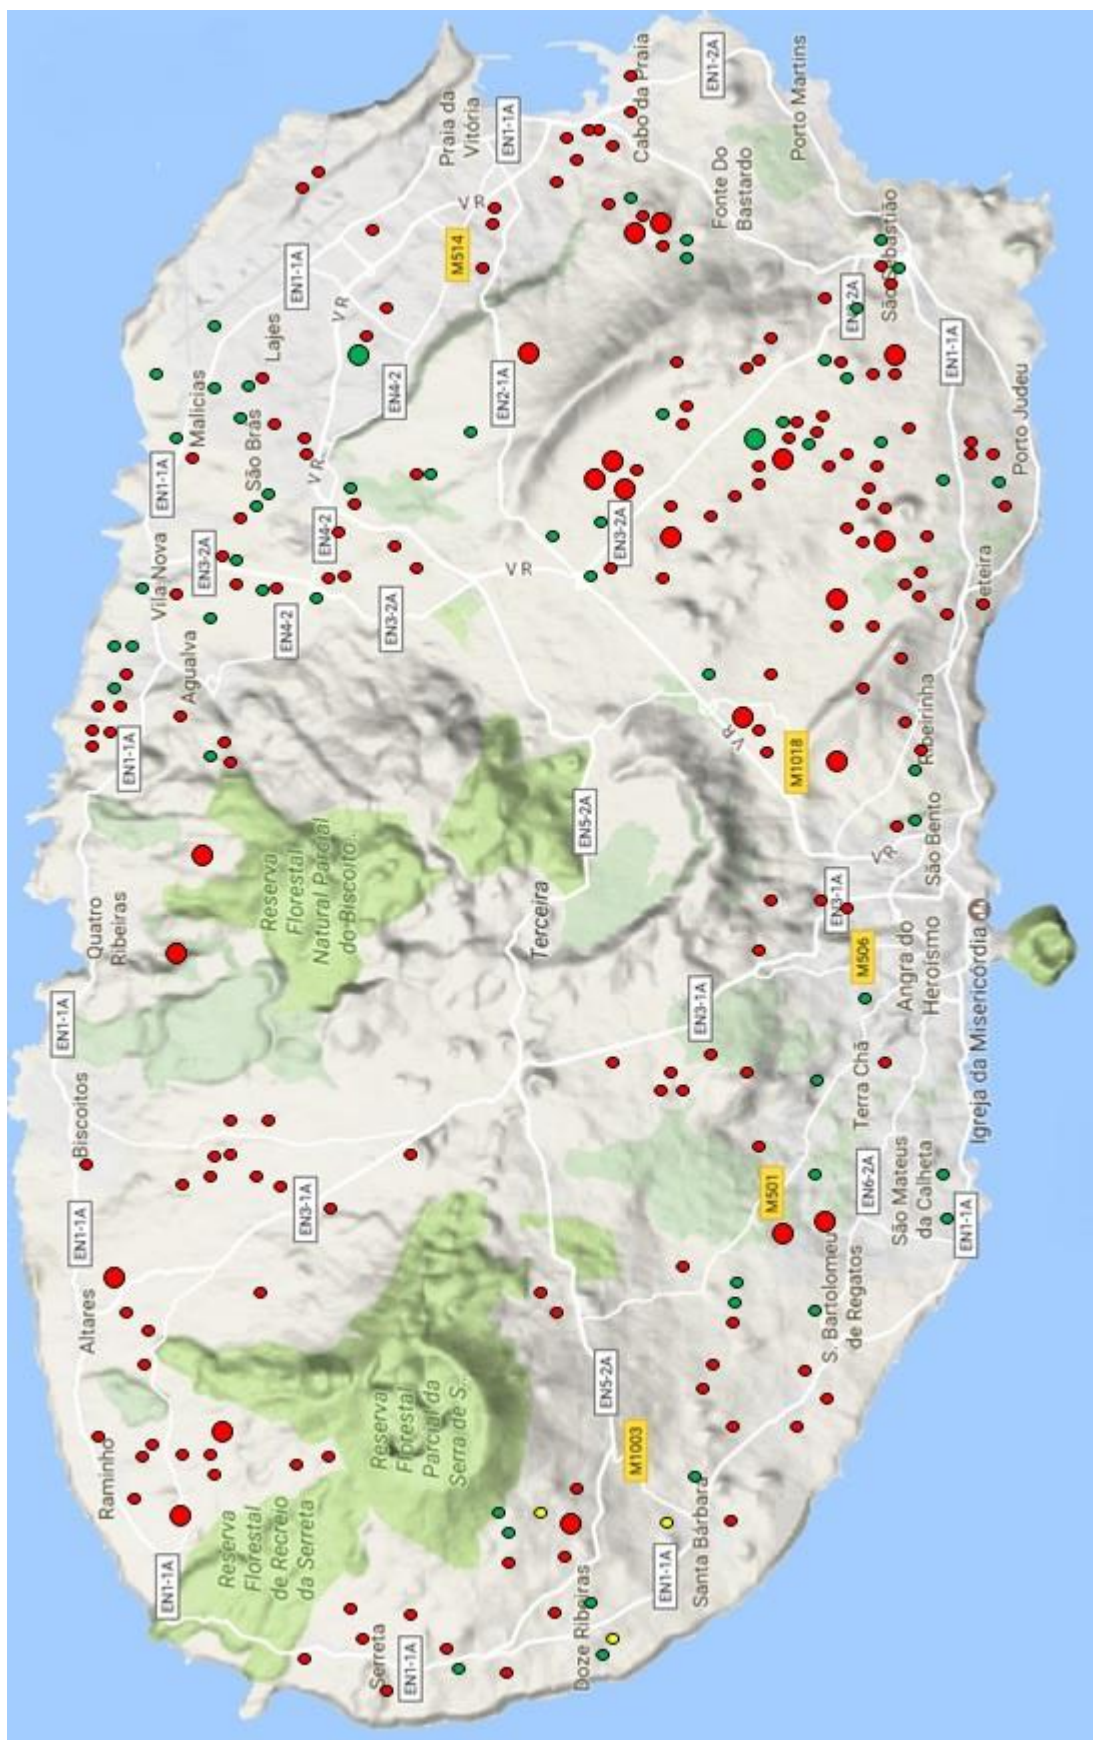 EN1-1A
EN1-1A
Biscoitos
Altares
Quatro
Ribeiras
Raminho
EN1-1A
EN1-1A
Vila Nova
EN1-1A
Agualva
Malicias
EN3-2A
Reserva
Florestal
de Recreio
da Serreta
São Brás
Lajes
EN4-2
EN1-1A
EN3-1A
Reserva
Florestal
Natural Parcial
do Biscoito..
V R
EN4-2
V R
Serreta
EN3-2A
EN4-2
EN1-1A
Reserva
Florestal
Parcial da
Serra de S..
M514
Praia da
Vitória
V R
EN2-1A
EN1-1A
V R
Terceira
Doze Ribeiras
EN5-2A
EN5-2A
EN3-2A
M1003
Cabo da Praia
EN1-1A
Santa Bárbara
EN3-1A
EN1-2A
Fonte Do
Bastardo
V R
M501
M1018
Porto Martins
S. Bartolomeu
de Regatos
EN3-1A
Terra Chã
M506
EN6-2A
V R
São Sebastião
São Mateus
da Calheta
Angra do
Heroísmo
Ribeirinha
São Bento
EN1-1A
EN1-1A
Igreja da Misericórdia
eteira
Porto Judeu